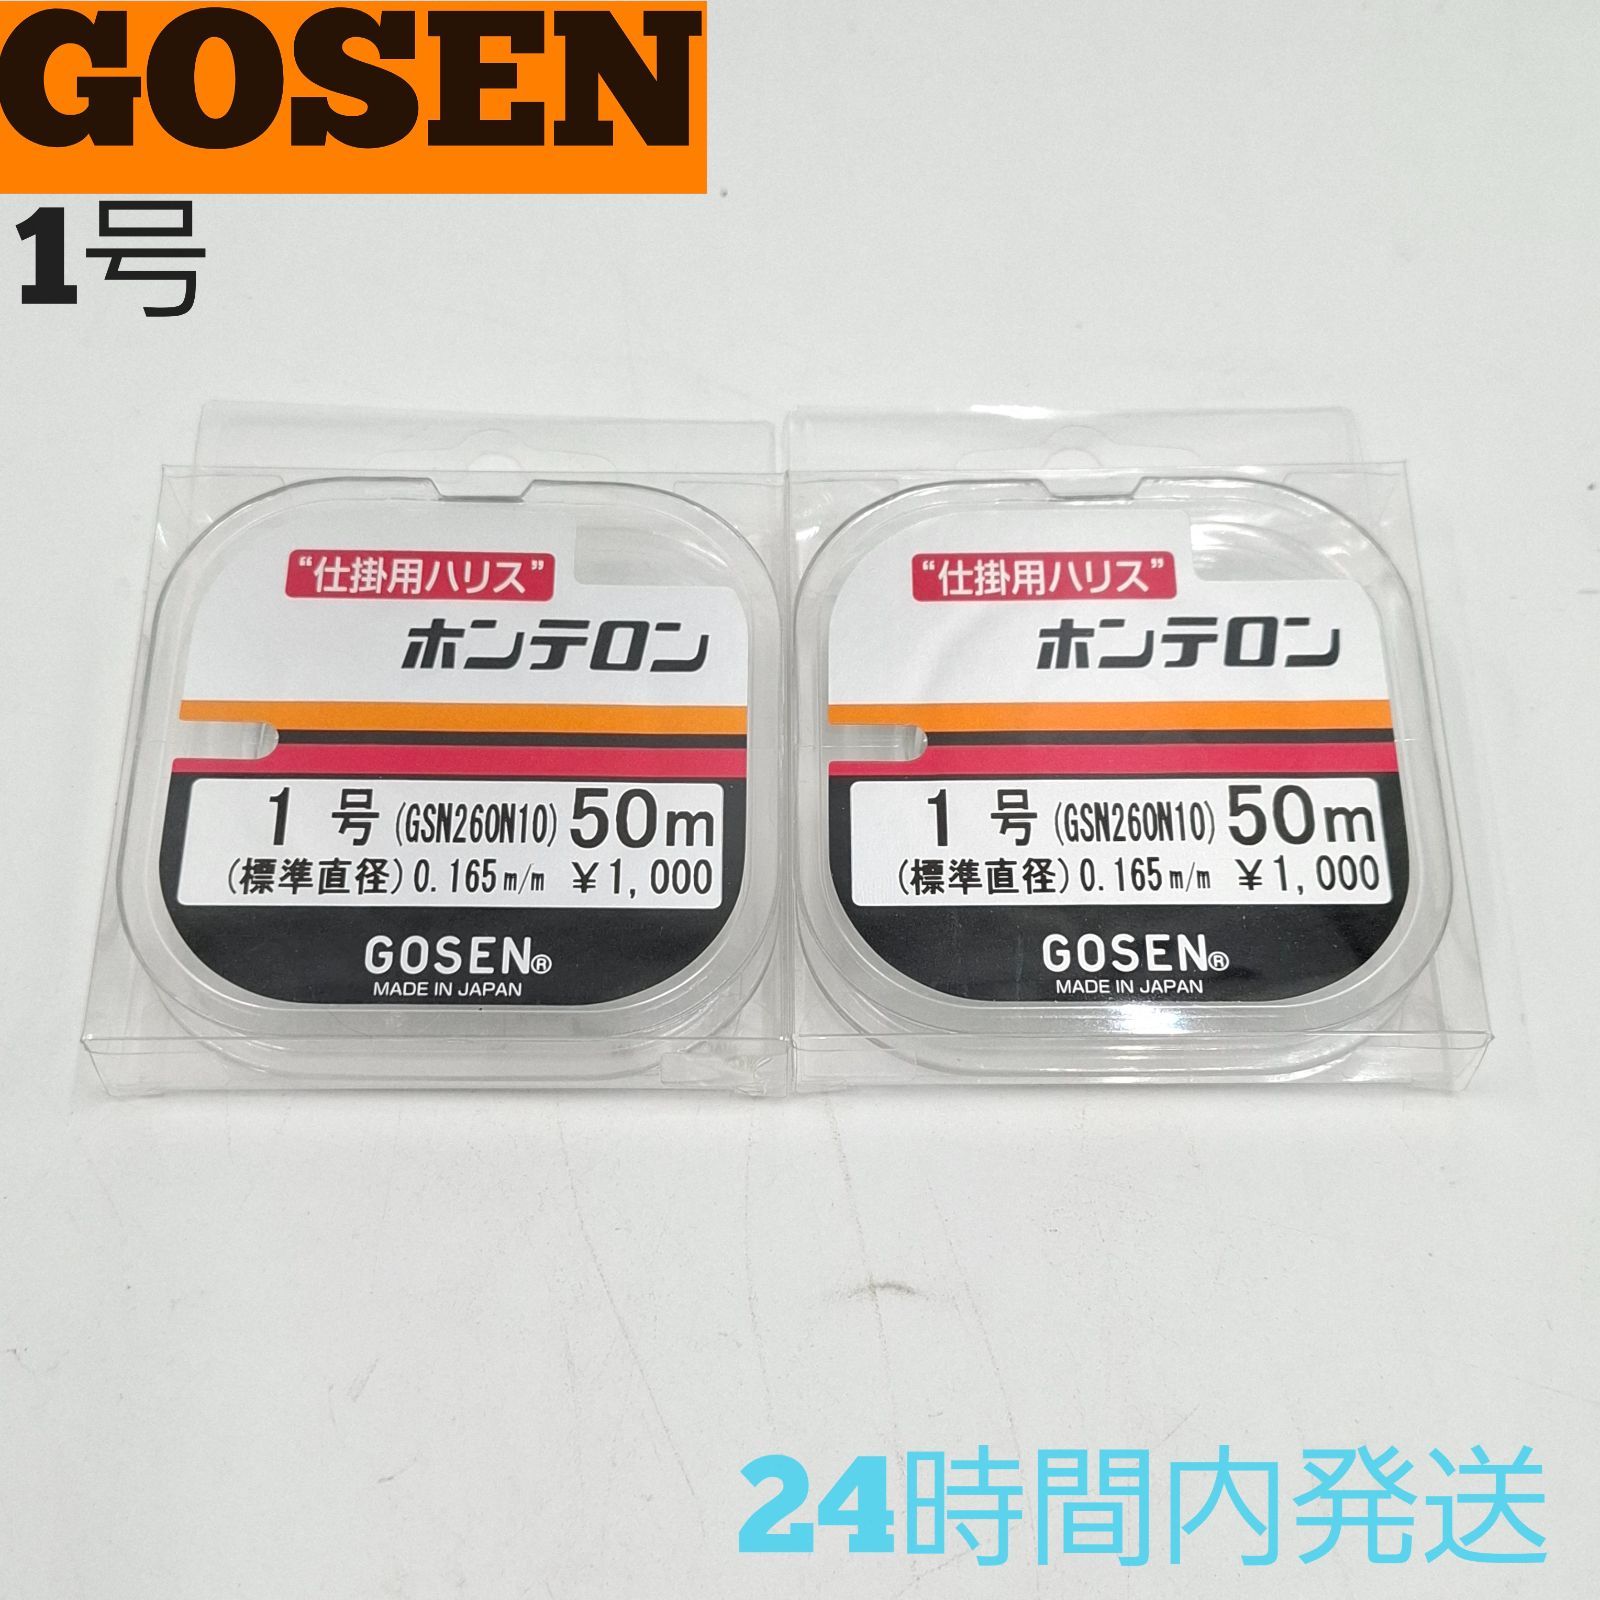 GOSEN
1号
“仕掛用ハリス”
ホンテロン
1 号 (GSN260N10) 50m
(標準直径) 0.165m/m ¥1,000
GOSEN®
MADE IN JAPAN
“仕掛用ハリス”
ホンテロン
1 号 (GSN260N10) 50m
(標準直径) 0.165m/m ¥1,000
GOSEN®
MADE IN JAPAN
24時間内発送